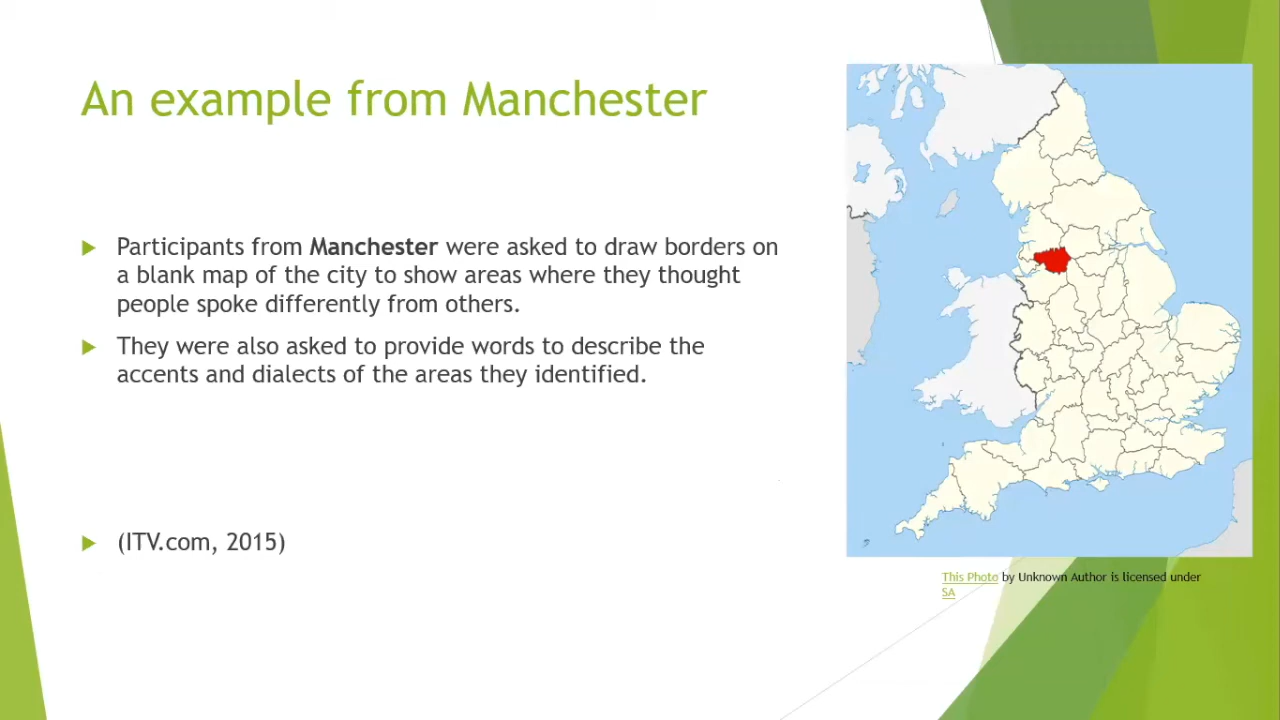 An example from Manchester
Participants from Manchester were asked to draw borders on
a blank map of the city to show areas where they thought
people spoke differently from others.
They were also asked to provide words to describe the
accents and dialects of the areas they identified.
(ITV.com, 2015)
This Photo by Unknown Author is licensed under
SA